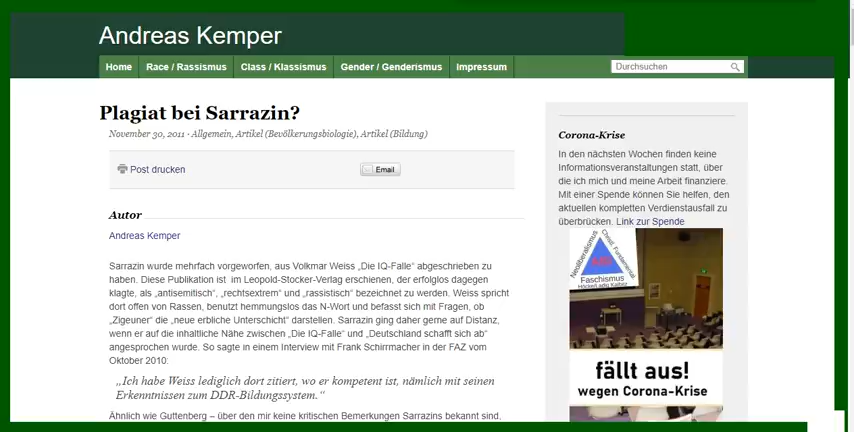 Andreas Kemper
Home Race / Rassismus Class / Klassismus Gender / Genderismus Impressum
Durchsuchen
Plagiat bei Sarrazin?
November 30, 2011 · Allgemein, Artikel (Bevölkerungsbiologie), Artikel (Bildung)
Post drucken
Email
Autor
Andreas Kemper
Sarrazin wurde mehrfach vorgeworfen, aus Volkmar Weiss „Die IQ-Falle“ abgeschrieben zu
haben. Diese Publikation ist im Leopold-Stocker-Verlag erschienen, der erfolglos dagegen
klagte, als „antisemitisch“, „rechtsextrem“ und „rassistisch“ bezeichnet zu werden. Weiss spricht
dort offen von Rassen, benutzt hemmungslos das N-Wort und befasst sich mit Fragen, ob
„Zigeuner“ die „neue erbliche Unterschicht“ darstellen. Sarrazin ging daher gerne auf Distanz,
wenn er auf die inhaltliche Nähe zwischen „Die IQ-Falle“ und „Deutschland schafft sich ab“
angesprochen wurde. So sagte in einem Interview mit Frank Schirrmacher in der FAZ vom
Oktober 2010:
„Ich habe Weiss lediglich dort zitiert, wo er kompetent ist, nämlich mit seinen
Erkenntnissen zum DDR-Bildungssystem.“
Ähnlich wie Guttenberg – über den mir keine kritischen Bemerkungen Sarrazins bekannt sind.
Corona-Krise
In den nächsten Wochen finden keine
Informationsveranstaltungen statt, über
die ich mich und meine Arbeit finanziere.
Mit einer Spende können Sie helfen, den
aktuellen kompletten Verdienstausfall zu
überbrücken. Link zur Spende
Neoliberalismus
Christl. Fundamental.
Faschismus
fällt aus!
wegen Corona-Krise